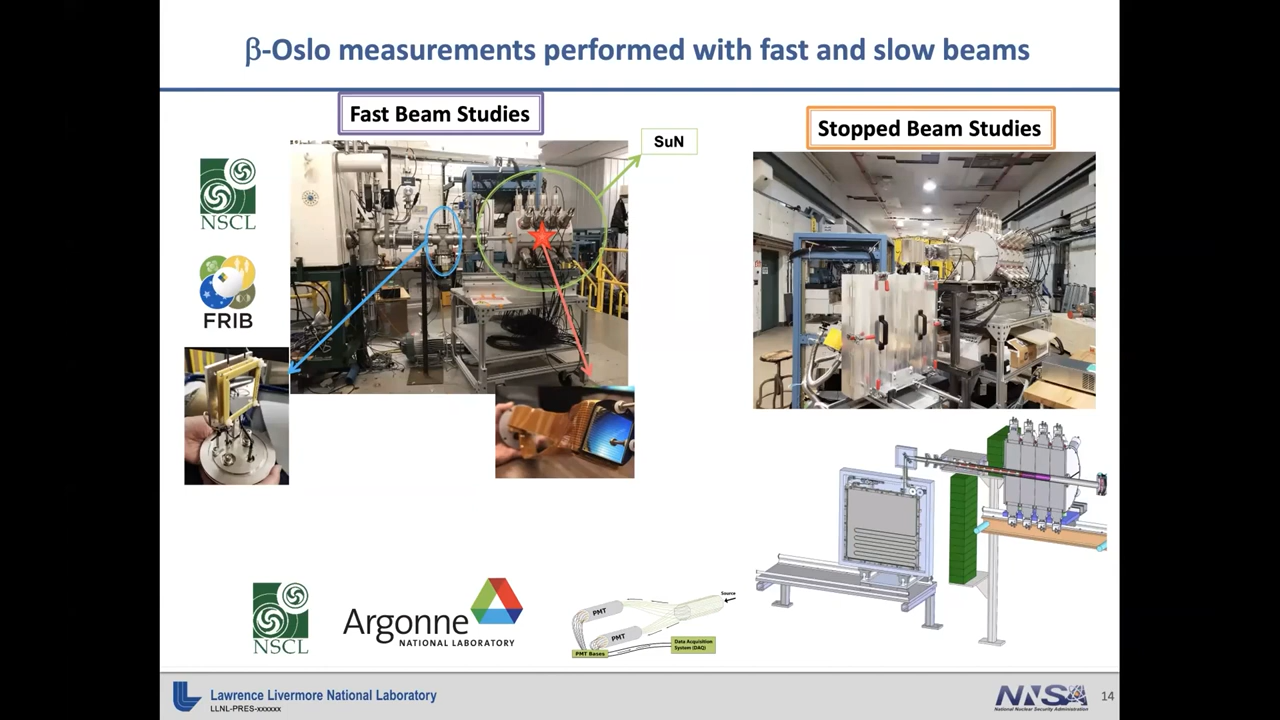 β-Oslo measurements performed with fast and slow beams
Fast Beam Studies
SuN
Stopped Beam Studies
NSCL
FRIB
NSCL
Argonne
NATIONAL LABORATORY
PMT
PMT
PMT Bases
Source
Data Acquisition
System (DAQ)
Lawrence Livermore National Laboratory
LLNL-PRES-xxxxxx
NNSA
National Nuclear Security Administration
14